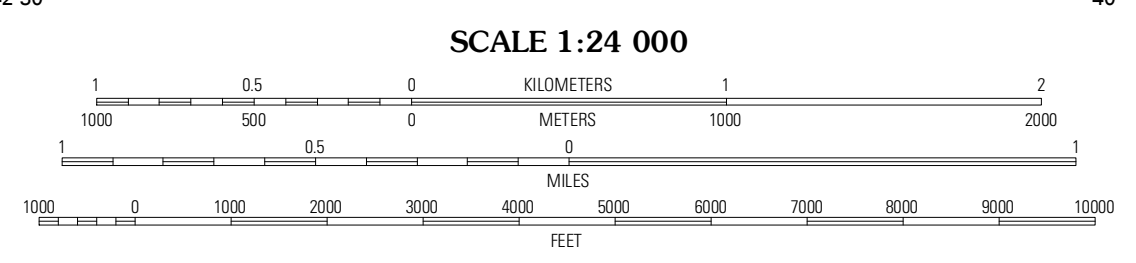 SCALE 1:24 000
1 0.5 0 KILOMETERS 1 2
1000 500 0 METERS 1000 2000
1 0.5 0 1
MILES
1000 0 1000 2000 3000 4000 5000 6000 7000 8000 9000 10000
FEET